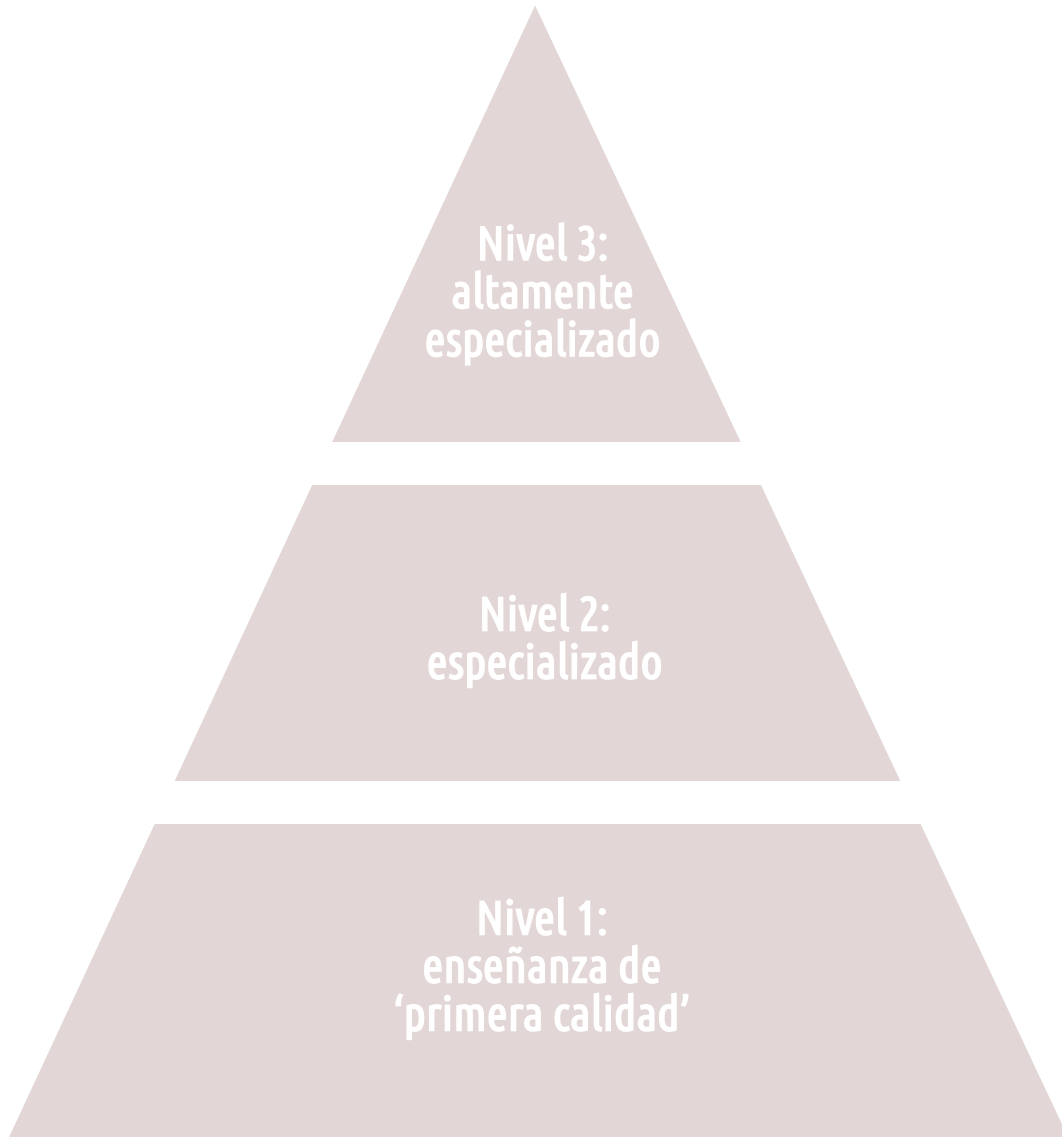 Nivel 3:
altamente
especializado
Nivel 2:
especializado
Nivel 1:
enseñanza de
‘primera calidad’